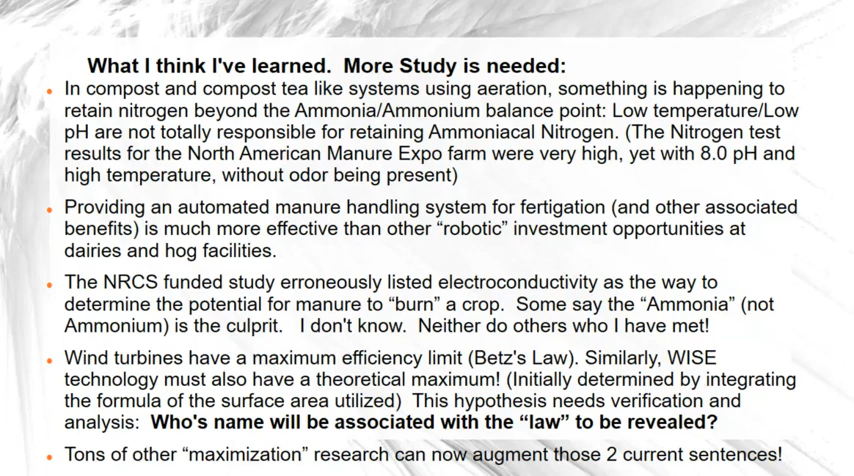 What I think I've learned.  More Study is needed:
• In compost and compost tea like systems using aeration, something is happening to
retain nitrogen beyond the Ammonia/Ammonium balance point: Low temperature/Low
pH are not totally responsible for retaining Ammoniacal Nitrogen.  (The Nitrogen test
results for the North American Manure Expo farm were very high, yet with 8.0 pH and
high temperature, without odor being present)
• Providing an automated manure handling system for fertigation (and other associated
benefits) is much more effective than other “robotic” investment opportunities at
dairies and hog facilities.
• The NRCS funded study erroneously listed electroconductivity as the way to
determine the potential for manure to “burn” a crop.  Some say the “Ammonia” (not
Ammonium) is the culprit.   I don't know.  Neither do others who I have met!
• Wind turbines have a maximum efficiency limit (Betz's Law).  Similarly, WISE
technology must also have a theoretical maximum! (Initially determined by integrating
the formula of the surface area utilized)  This hypothesis needs verification and
analysis:  Who's name will be associated with the “law” to be revealed?
• Tons of other “maximization” research can now augment those 2 current sentences!